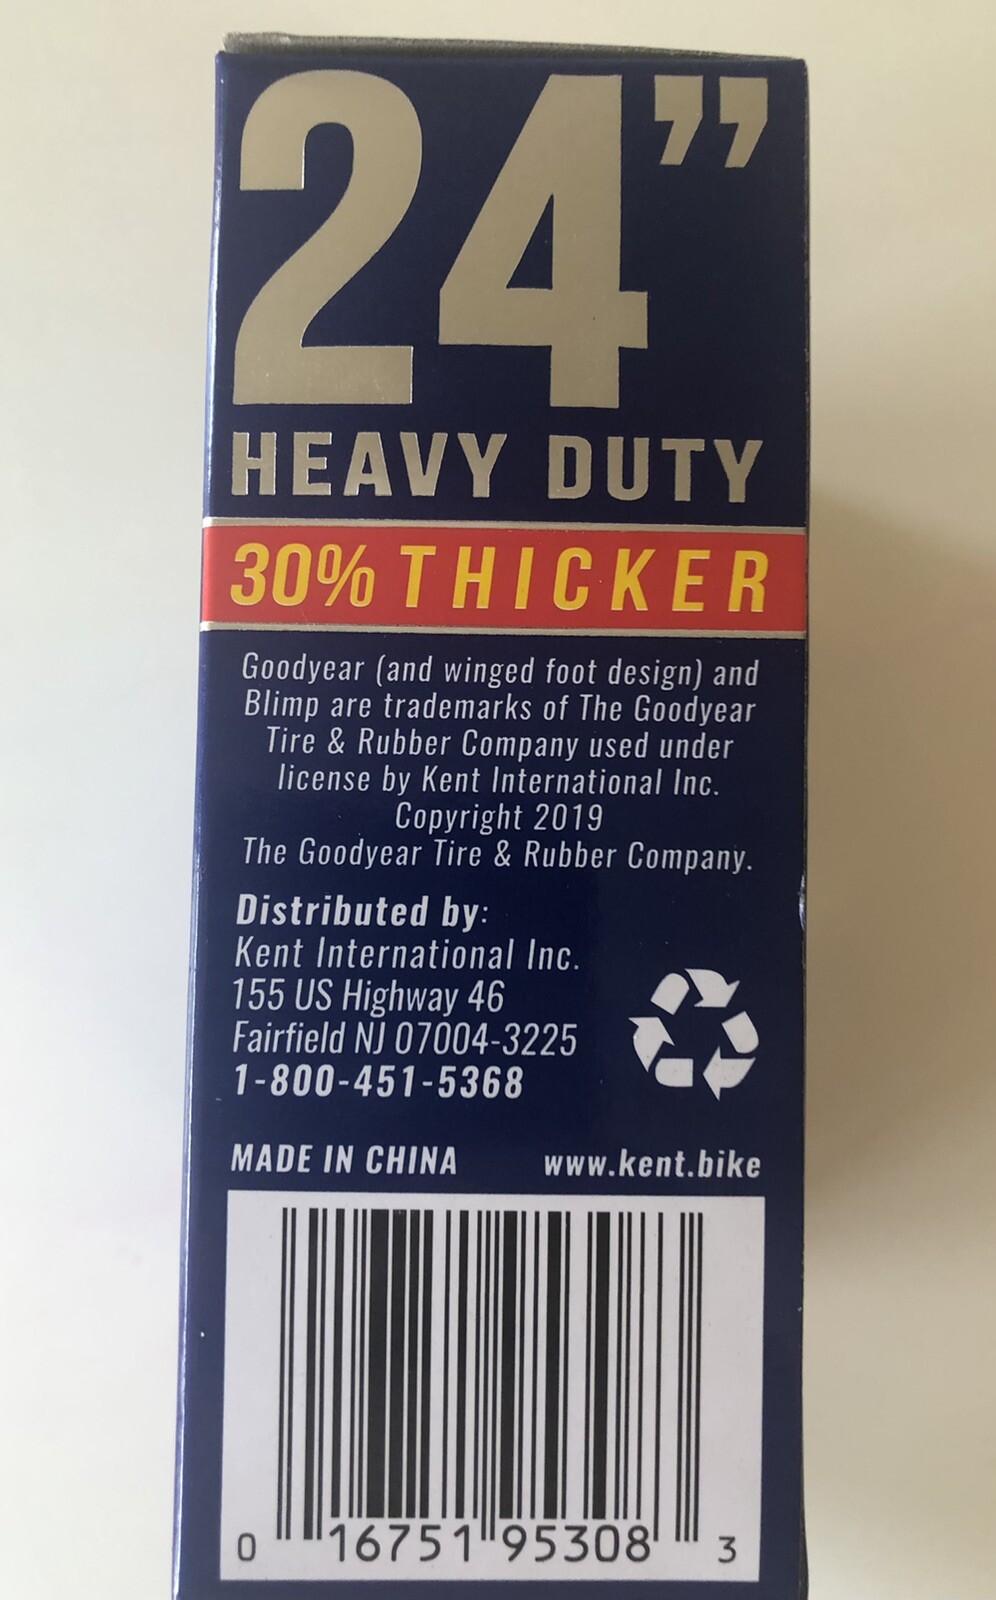 24”
HEAVY DUTY
30% THICKER
Goodyear (and winged foot design) and
Blimp are trademarks of The Goodyear
Tire & Rubber Company used under
license by Kent International Inc.
Copyright 2019
The Goodyear Tire & Rubber Company.
Distributed by:
Kent International Inc.
155 US Highway 46
Fairfield NJ 07004-3225
1-800-451-5368
MADE IN CHINA www.kent.bike
0 16751 95308 3